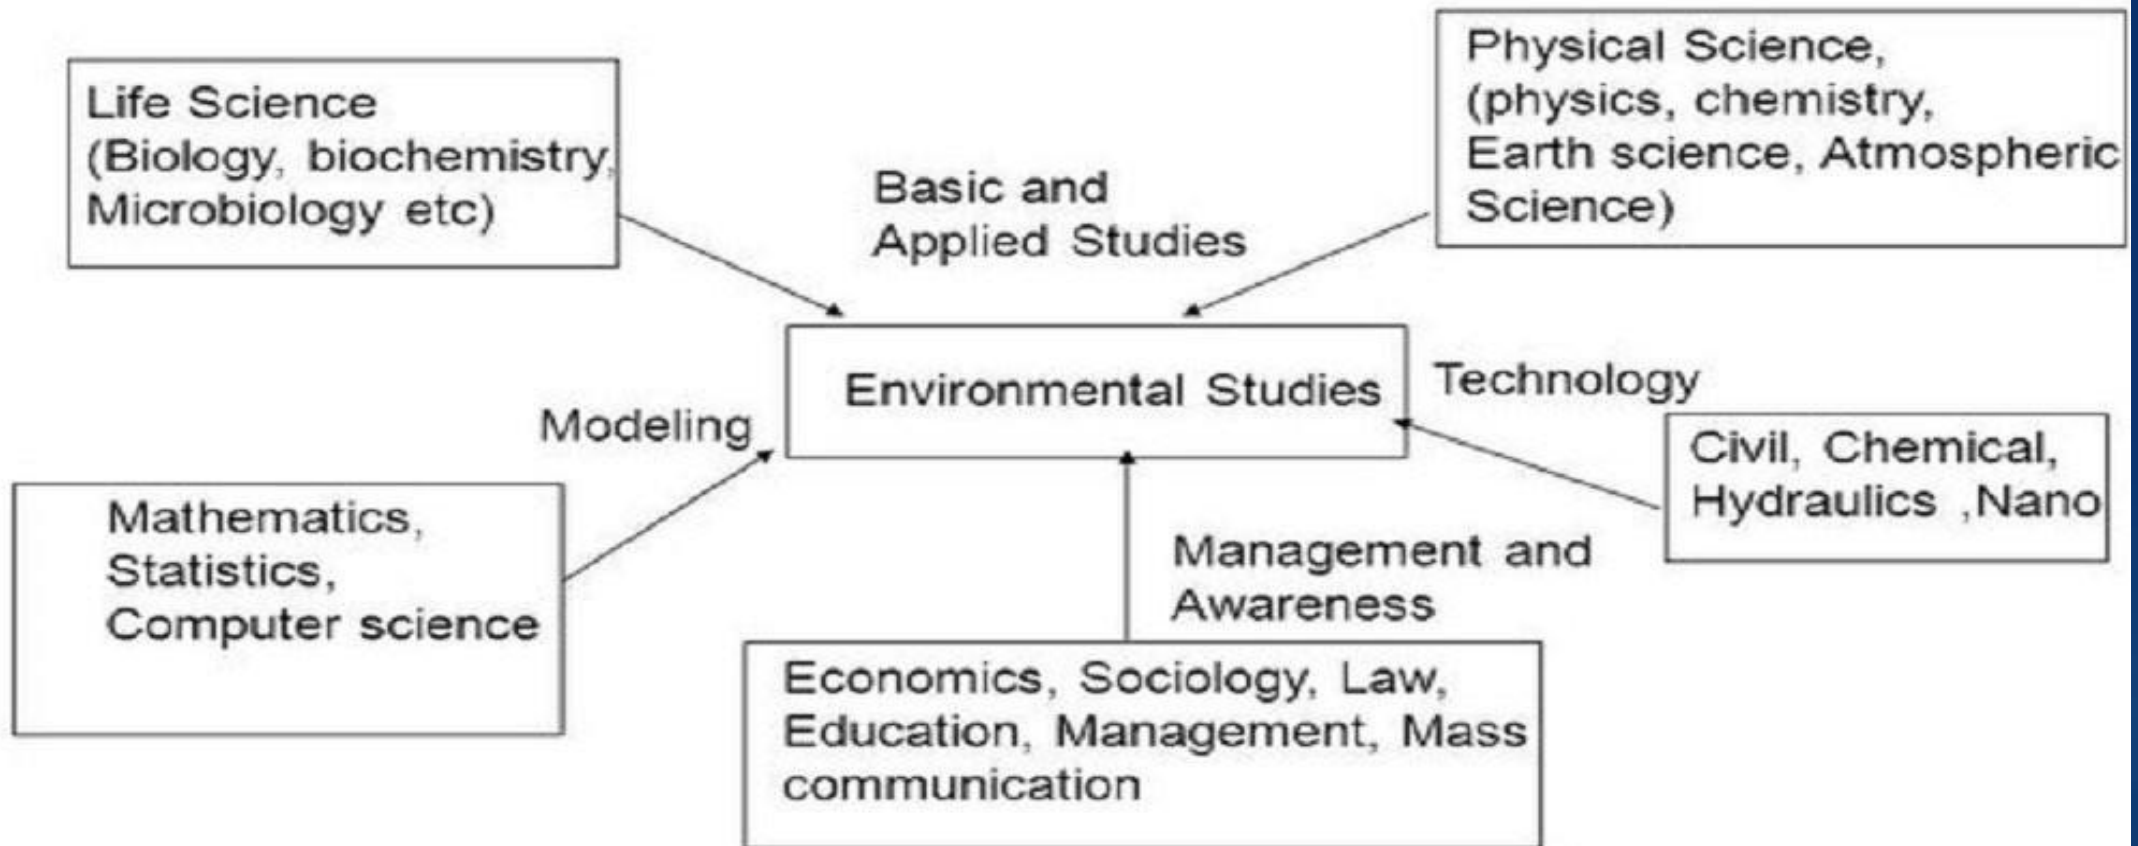 Life Science
(Biology, biochemistry,
Microbiology etc)
Basic and
Applied Studies
Physical Science,
(physics, chemistry,
Earth science, Atmospheric
Science)
Environmental Studies
Technology
Modeling
Civil, Chemical,
Hydraulics ,Nano
Mathematics,
Statistics,
Computer science
Management and
Awareness
Economics, Sociology, Law,
Education, Management, Mass
communication